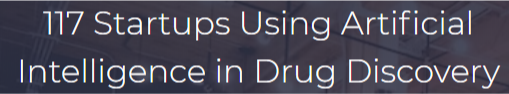 117 Startups Using Artificial
Intelligence in Drug Discovery